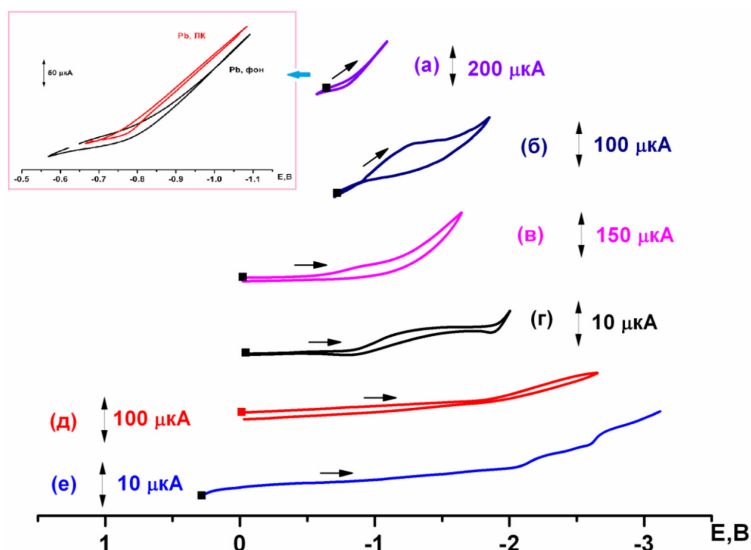 Pb, ПК
Pb, фон
50 μкА
-0.5 -0.6 -0.7 -0.8 -0.9 -1.0 -1.1 Е,В
(а) 200 μкА
(б) 100 μкА
(в) 150 μкА
(г) 10 μкА
(д) 100 μкА
(е) 10 μкА
1 0 -1 -2 -3 Е,В